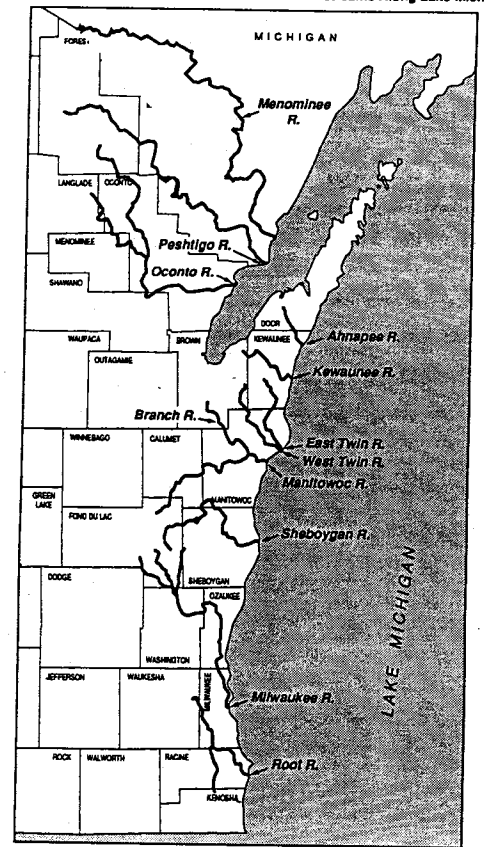 MICHIGAN
FORES
Menominee
R.
LANGLADE
OCONTO
MENOMINEE
Peshtigo R.
Oconto R.
SHAWANO
DOOR
WAUPACA
BROWN
KEWAUNEE
Ahnapee R.
OUTAGAMIE
Kewaunee R.
Branch R.
WINNEBAGO
CALUMET
East Twin R.
West Twin R.
Manitowoc R.
GREEN
LAKE
MANITOWOC
FOND DU LAC
Sheboygan R.
DODGE
SHEBOYGAN
OZAUKEE
LAKE MICHIGAN
WASHINGTON
JEFFERSON
WAUKESHA
MILWAUKEE
Milwaukee R.
ROCK
WALWORTH
RACINE
Root R.
KENOSHA